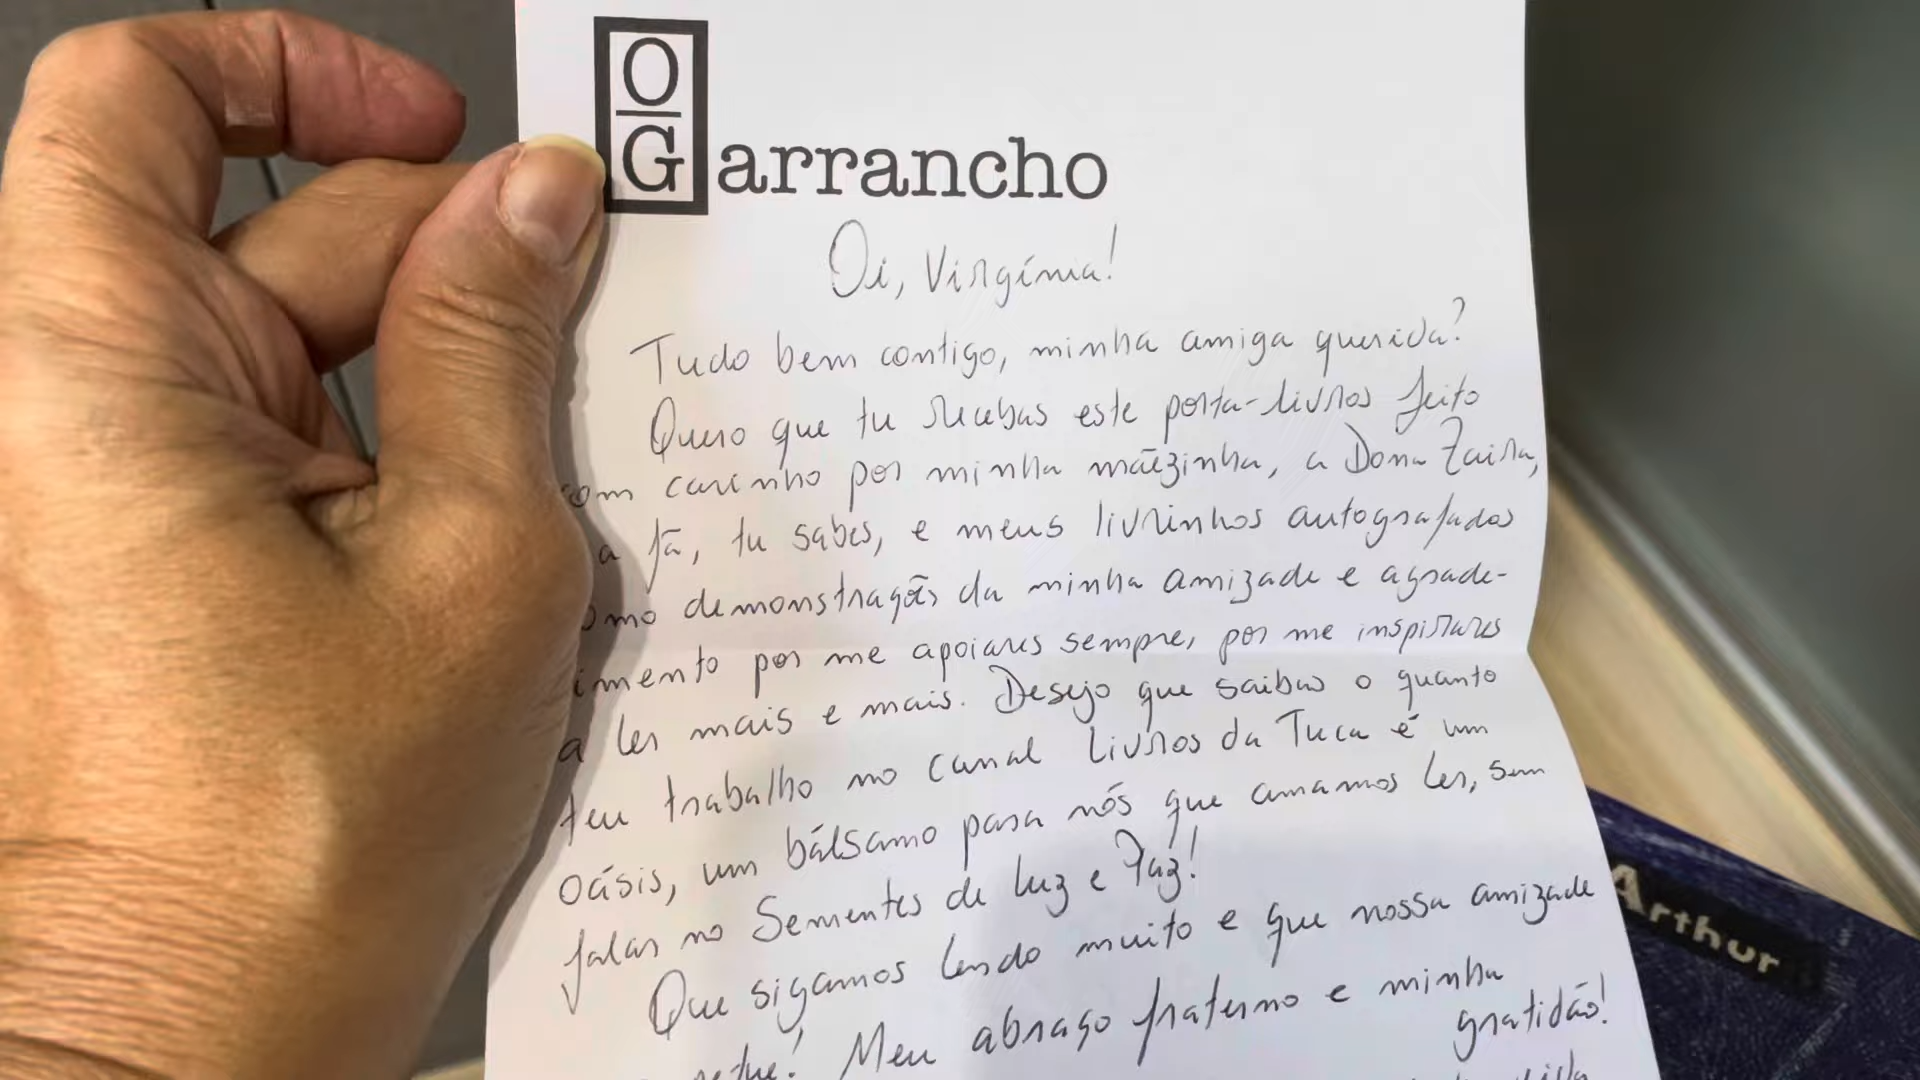 O Garrancho
Oi, Virgínia!
Tudo bem contigo, minha amiga querida?
Quero que tu recebas este porta-livros feito
om carinho por minha mãezinha, a Dona Zaira,
a fã, tu sabes, e meus livrinhos autografados
omo demonstração da minha amizade e agrade-
imento por me apoiares sempre, por me inspirares
a ler mais e mais. Desejo que saibas o quanto
teu trabalho no canal Livros da Tuca é um
oásis, um bálsamo para nós que amamos ler, sem
falar no Sementes de Luz e Paz!
Que sigamos lendo muito e que nossa amizade
Meu abraço fraterno e minha
gratidão!
Arthur